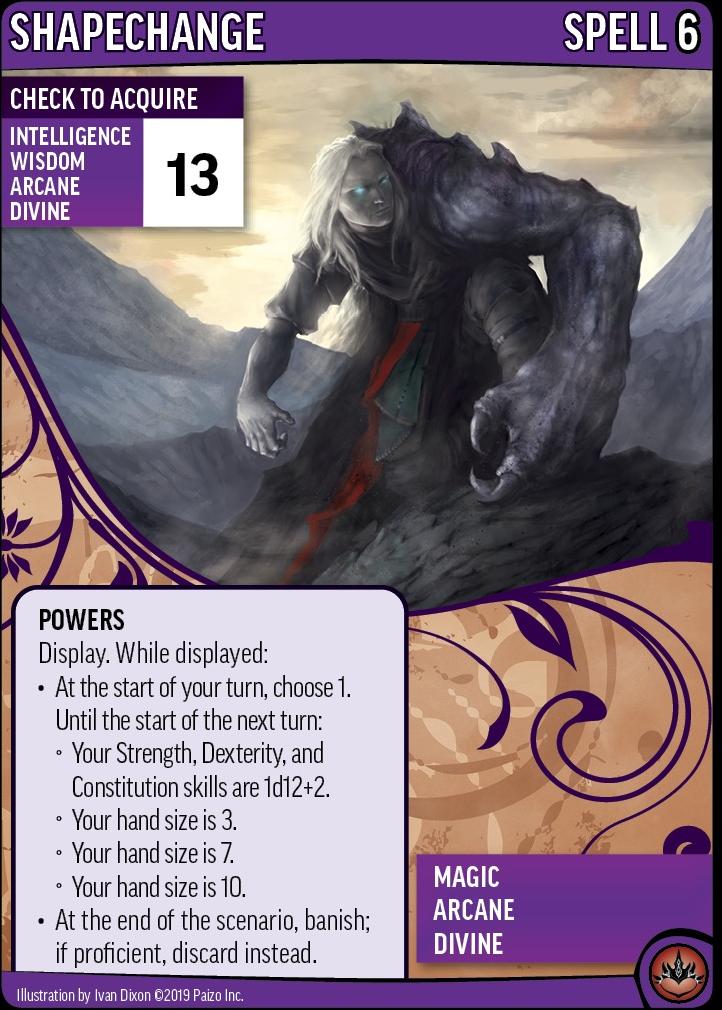 SHAPECHANGE
SPELL 6
CHECK TO ACQUIRE
INTELLIGENCE
WISDOM
ARCANE
DIVINE
13
POWERS
Display. While displayed:
• At the start of your turn, choose 1.
Until the start of the next turn:
° Your Strength, Dexterity, and
Constitution skills are 1d12+2.
° Your hand size is 3.
° Your hand size is 7.
° Your hand size is 10.
• At the end of the scenario, banish;
if proficient, discard instead.
MAGIC
ARCANE
DIVINE
Illustration by Ivan Dixon ©2019 Paizo Inc.